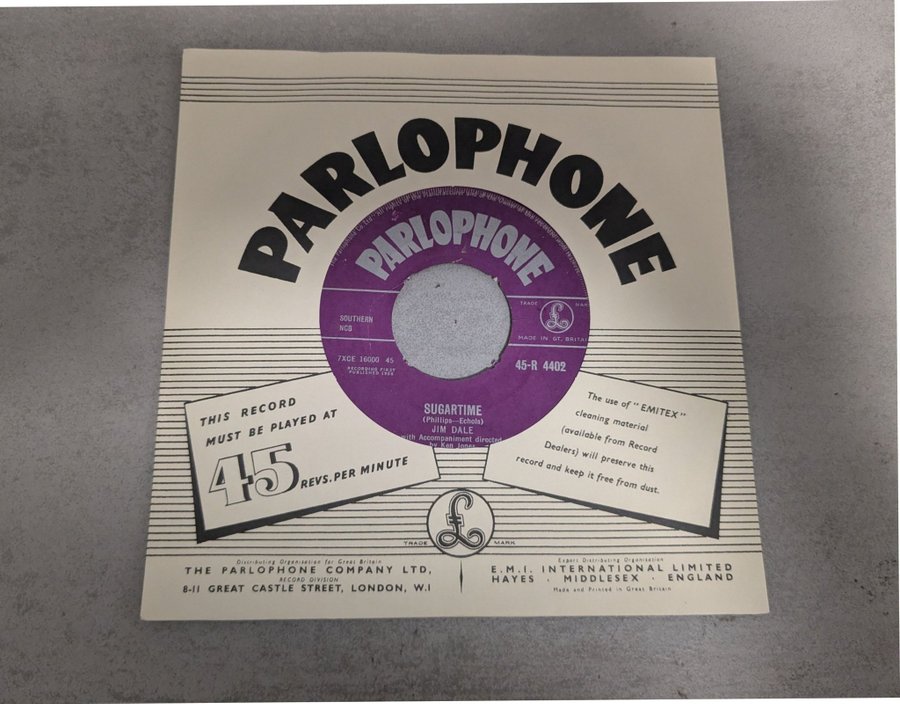 PARLOPHONE
PARLOPHONE
TRADE MARK
SOUTHERN
NCB
MADE IN GT. BRITAIN
7XCE 16000 45
RECORDING FIRST
PUBLISHED
45-R 4402
SUGARTIME
(Phillips—Echols)
JIM DALE
with Accompaniment directed
by Ken Jones
THIS RECORD
MUST BE PLAYED AT
45 REVS. PER MINUTE
The use of "EMITEX"
cleaning material
(available from Record
Dealers) will preserve this
record and keep it free from dust.
£
TRADE MARK
Distributing Organisation for Great Britain
THE PARLOPHONE COMPANY LTD,
RECORD DIVISION
8-11 GREAT CASTLE STREET, LONDON, W.1
Export Distributing Organisation
E.M.I. INTERNATIONAL LIMITED
HAYES · MIDDLESEX · ENGLAND
Made and Printed in Great Britain